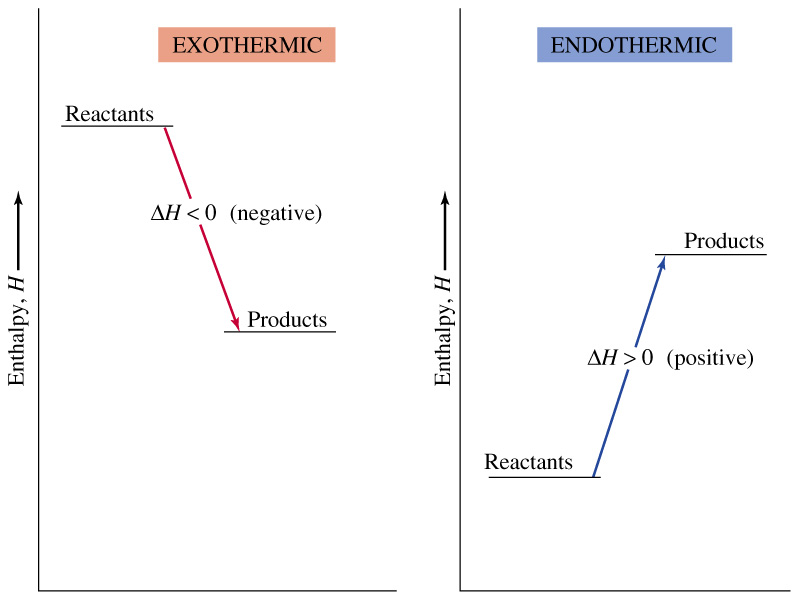 EXOTHERMIC
Reactants
ΔH < 0 (negative)
Products
Enthalpy, H
ENDOTHERMIC
Products
ΔH > 0 (positive)
Reactants
Enthalpy, H